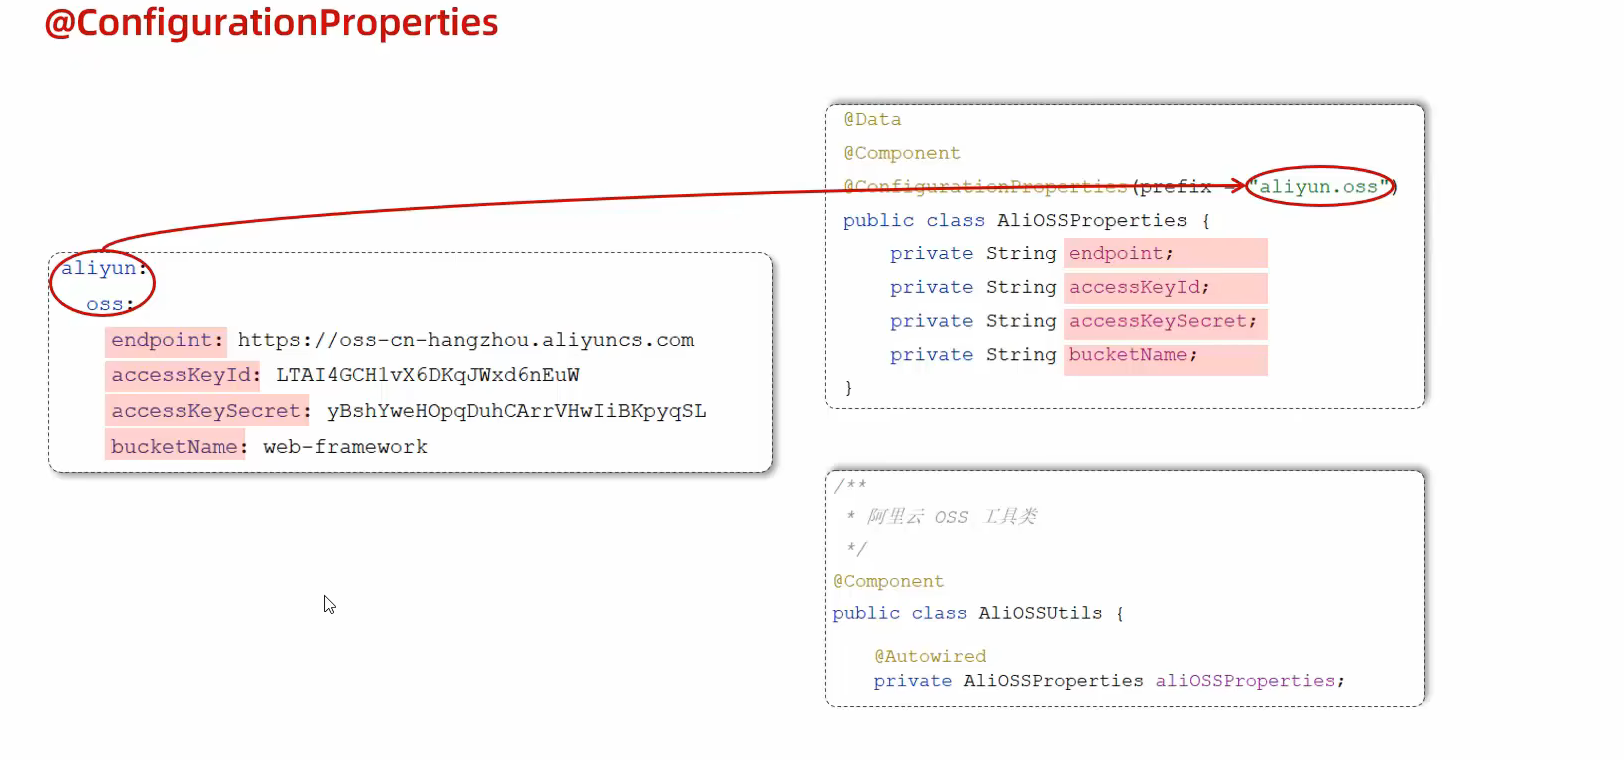 @ConfigurationProperties
aliyun:
oss:
endpoint: https://oss-cn-hangzhou.aliyuncs.com
accessKeyId: LTAI4GCH1vX6DKqJWxd6nEuW
accessKeySecret: yBshYweHOpqDuhCArrVHwIiBKpyqSL
bucketName: web-framework
@Data
@Component
@ConfigurationProperties(prefix = "aliyun.oss")
public class AliOSSProperties {
private String endpoint;
private String accessKeyId;
private String accessKeySecret;
private String bucketName;
}
/**
* 阿里云 OSS 工具类
*/
@Component
public class AliOSSUtils {
@Autowired
private AliOSSProperties aliOSSProperties;